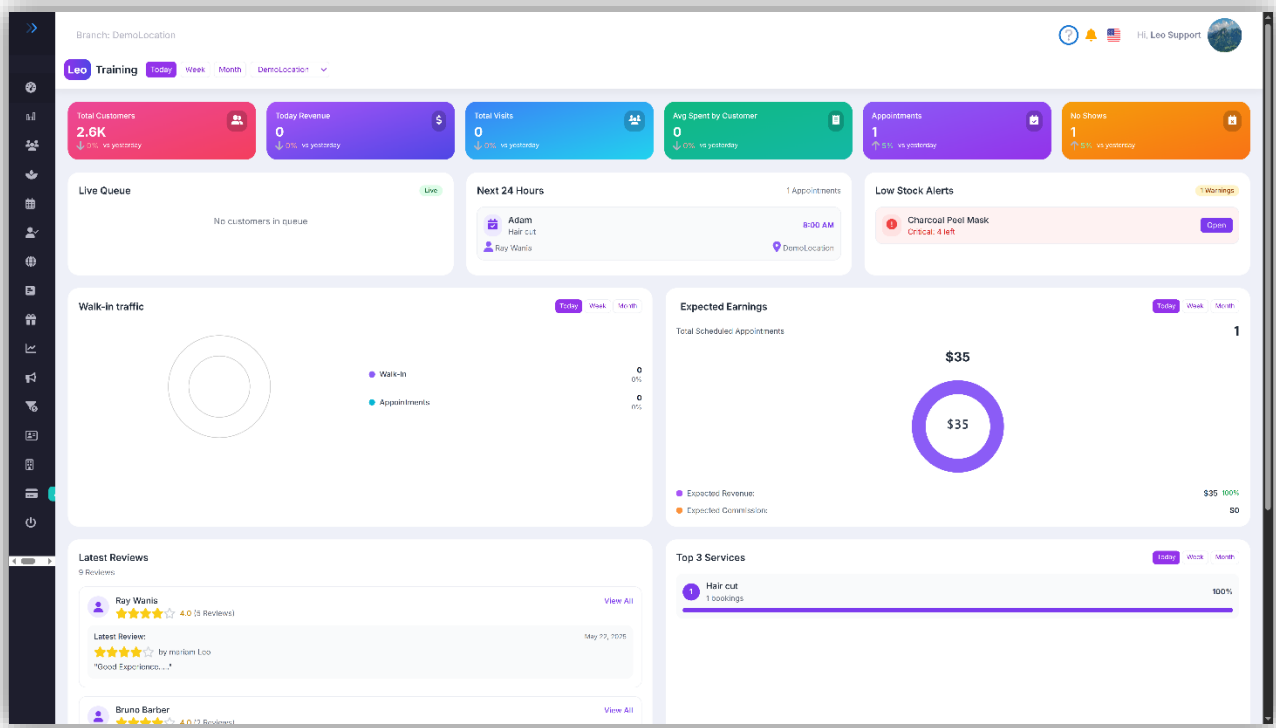 Branch: DemoLocation
Hi, Leo Support
Leo Training Today Week Month DemoLocation
Total Customers
2.6K
0% vs yesterday
Today Revenue
$
0
0% vs yesterday
Total Visits
0
0% vs yesterday
Avg Spent by Customer
0
0% vs yesterday
Appointments
1
5% vs yesterday
No Shows
1
5% vs yesterday
Live Queue Live
No customers in queue
Next 24 Hours 1 Appointments
Adam
Hair cut
8:00 AM
Ray Wanis DemoLocation
Low Stock Alerts 1 Warnings
Charcoal Peel Mask
Critical: 4 left
Open
Walk-in traffic Today Week Month
Walk-In 0
0%
Appointments 0
0%
Expected Earnings Today Week Month
Total Scheduled Appointments 1
$35
$35
Expected Revenue: $35 100%
Expected Commission: $0
Latest Reviews
9 Reviews
Ray Wanis View All
4.0 (5 Reviews)
Latest Review: May 22, 2025
by mariam Leo
"Good Experience. ..."
Bruno Barber View All
4.0 (2 Reviews)
Top 3 Services Today Week Month
1 Hair cut 100%
1 bookings